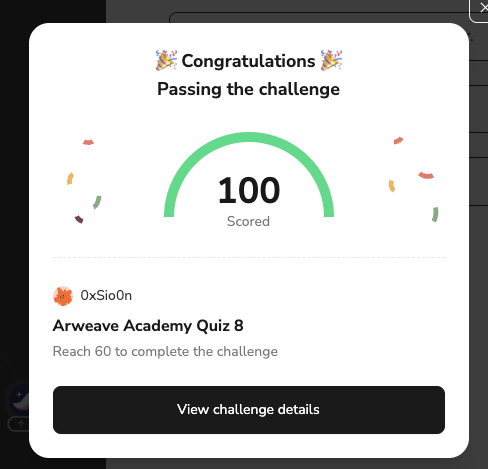 🎉 Congratulations 🎉
Passing the challenge
100
Scored
0xSio0n
Arweave Academy Quiz 8
Reach 60 to complete the challenge
View challenge details